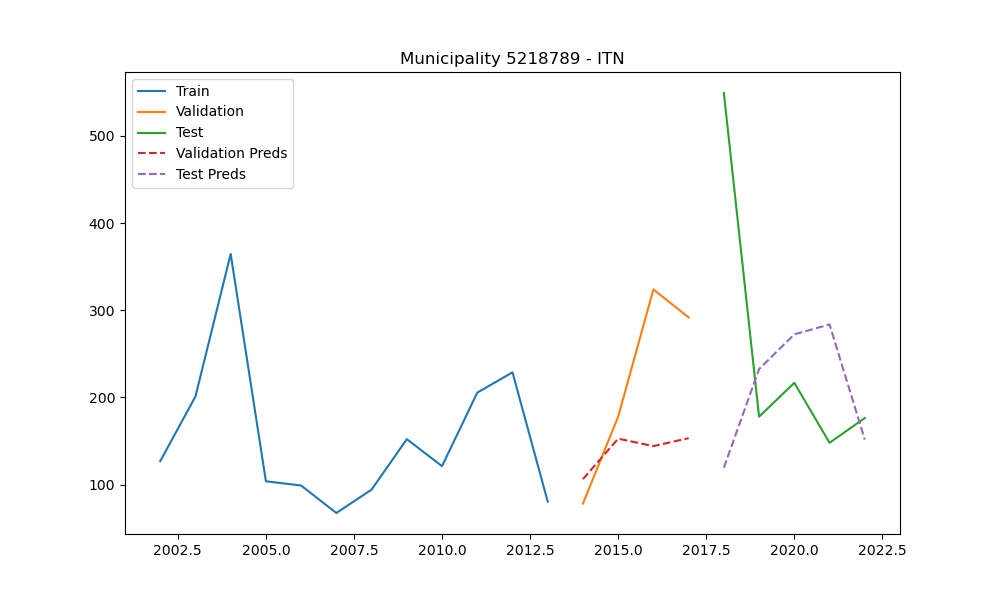 Municipality 5218789 - ITN
Train
Validation
Test
Validation Preds
Test Preds
500
400
300
200
100
2002.5 2005.0 2007.5 2010.0 2012.5 2015.0 2017.5 2020.0 2022.5